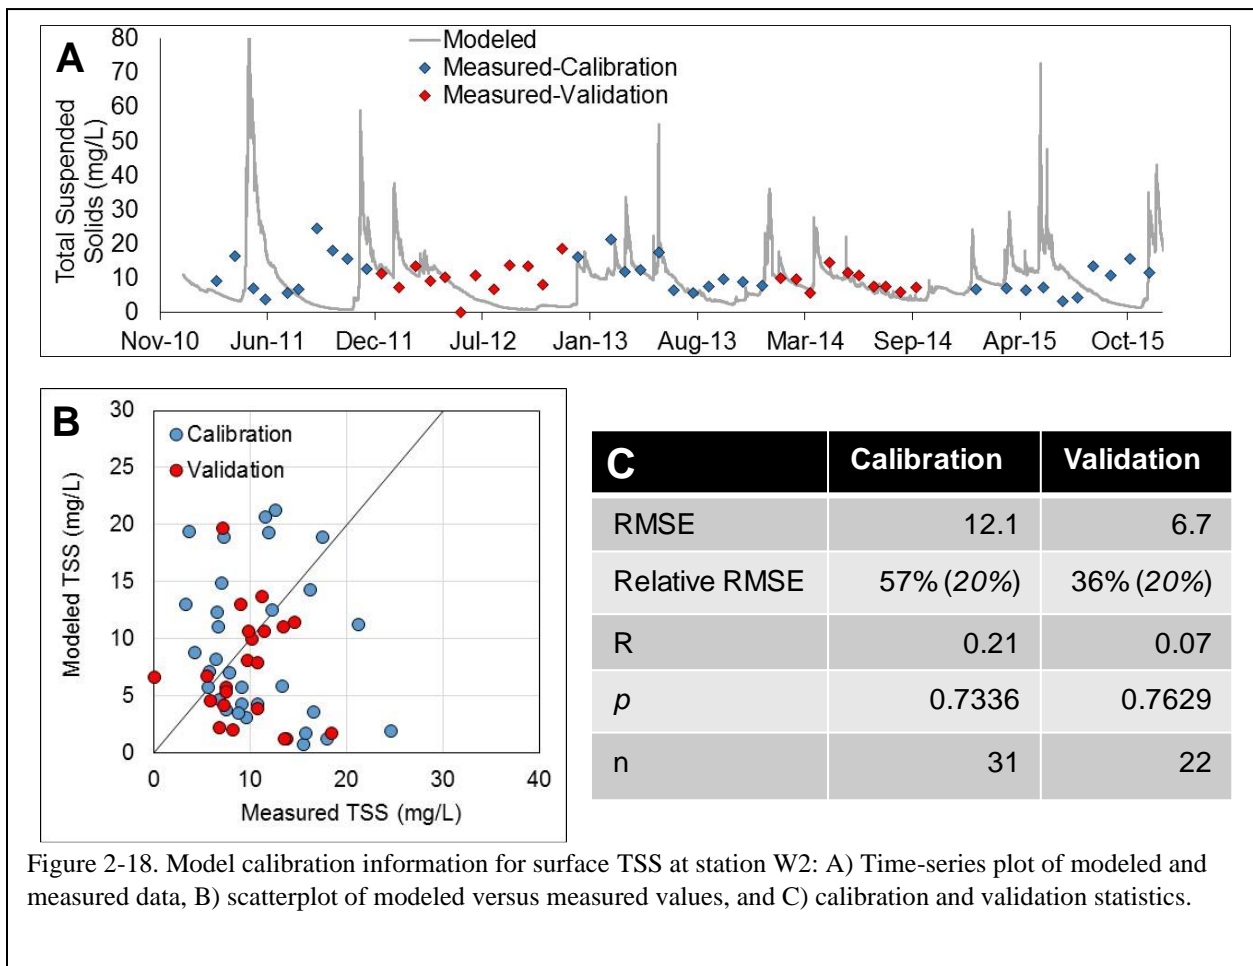 A
80
70
60
50
40
30
20
10
0
Total Suspended
Solids (mg/L)
Modeled
Measured-Calibration
Measured-Validation
Nov-10 Jun-11 Dec-11 Jul-12 Jan-13 Aug-13 Mar-14 Sep-14 Apr-15 Oct-15
B
30
25
20
15
10
5
0
Modeled TSS (mg/L)
Calibration
Validation
0 10 20 30 40
Measured TSS (mg/L)
C Calibration Validation
RMSE 12.1 6.7
Relative RMSE 57% (20%) 36% (20%)
R 0.21 0.07
p 0.7336 0.7629
n 31 22
Figure 2-18. Model calibration information for surface TSS at station W2: A) Time-series plot of modeled and
measured data, B) scatterplot of modeled versus measured values, and C) calibration and validation statistics.